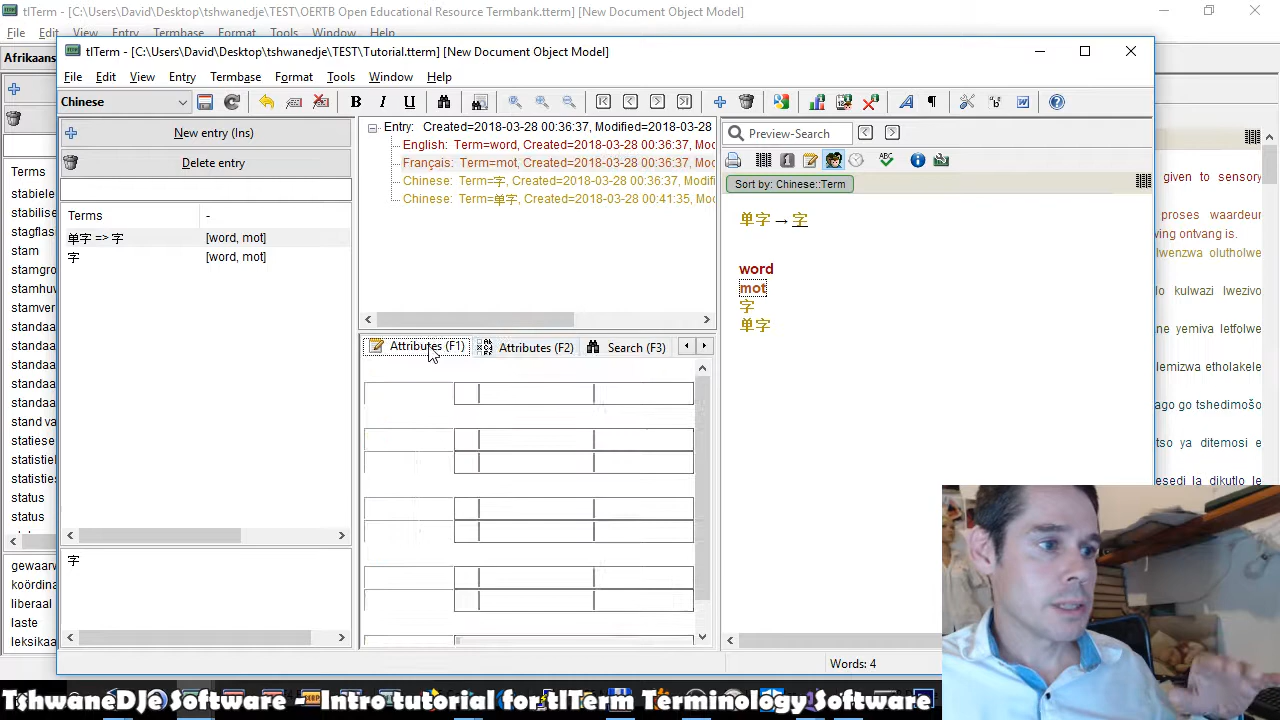 tlTerm - [C:\Users\David\Desktop\tshwanedje\TEST\OERTB Open Educational Resource Termbank.tterm] [New Document Object Model]
File Edit View Entry Termbase Format Tools Window Help
Afrikaans
tlTerm - [C:\Users\David\Desktop\tshwanedje\TEST\Tutorial.tterm] [New Document Object Model]
File Edit View Entry Termbase Format Tools Window Help
Chinese
B I U
New entry (Ins)
Delete entry
Terms -
单字 => 字 [word, mot]
字 [word, mot]
字
Entry: Created=2018-03-28 00:36:37, Modified=2018-03-28
English: Term=word, Created=2018-03-28 00:36:37, Mod
Français: Term=mot, Created=2018-03-28 00:36:37, Mo
Chinese: Term=字, Created=2018-03-28 00:36:37, Modifi
Chinese: Term=单字, Created=2018-03-28 00:41:35, Modi
Attributes (F1) Attributes (F2) Search (F3)
Preview-Search
Sort by: Chinese::Term
单字 → 字
word
mot
字
单字
Words: 4
Terms
stabiele
stabilise
stagflas
stam
stamgro
stamhuv
stamver
standaa
standaa
standaa
standaa
standaa
stand va
statiese
statistiel
statisties
status
status
gewaarw
koördina
liberaal
laste
leksikaa
given to sensory
proses waardeur
ving ontvang is.
wenzwa olutholwe
kulwazi lwezivo
ne yemiva letfolwe
lemizwa etholakele
ago go tshedimošo
tso ya ditemosi e
sedi la dikutlo le
TshwaneDJe Software - Intro tutorial for tlTerm Terminology Software